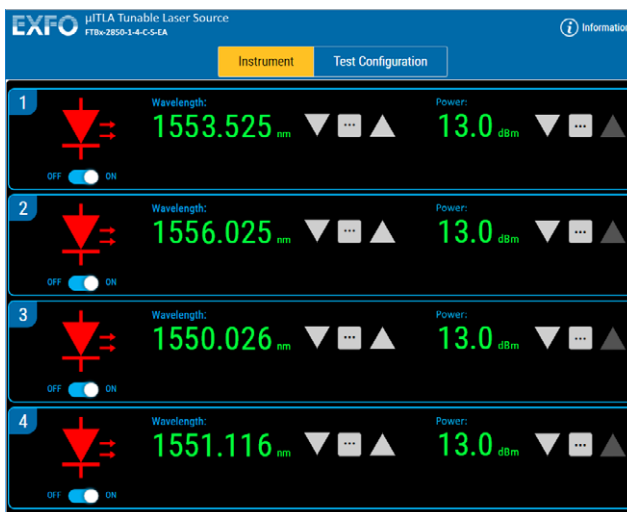 EXFO μITLA Tunable Laser Source
FTBx-2850-1-4-C-S-EA
i Information
Instrument Test Configuration
1 Wavelength: Power:
1553.525 nm ... 13.0 dBm ...
OFF ON
2 Wavelength: Power:
1556.025 nm ... 13.0 dBm ...
OFF ON
3 Wavelength: Power:
1550.026 nm ... 13.0 dBm ...
OFF ON
4 Wavelength: Power:
1551.116 nm ... 13.0 dBm ...
OFF ON